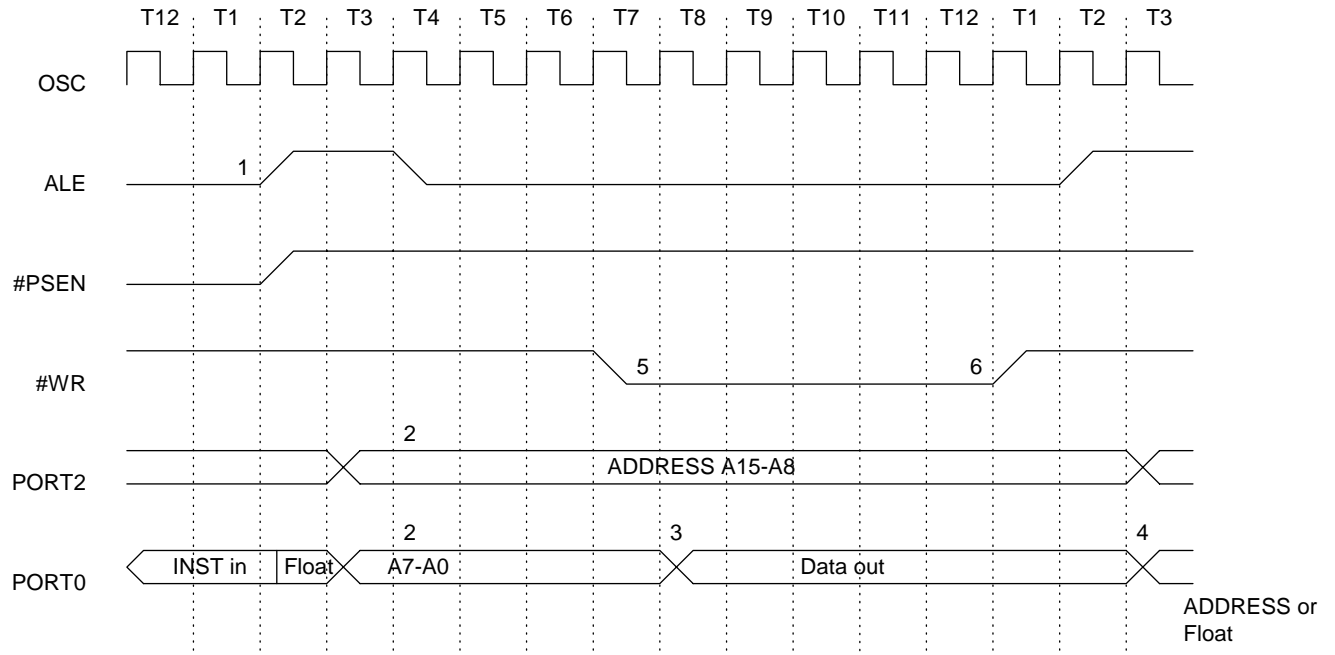 T12 T1 T2 T3 T4 T5 T6 T7 T8 T9 T10 T11 T12 T1 T2 T3
OSC
1
ALE
#PSEN
5 6
#WR
2
ADDRESS A15-A8
PORT2
2 3 4
INST in Float A7-A0 Data out
PORT0
ADDRESS or
Float